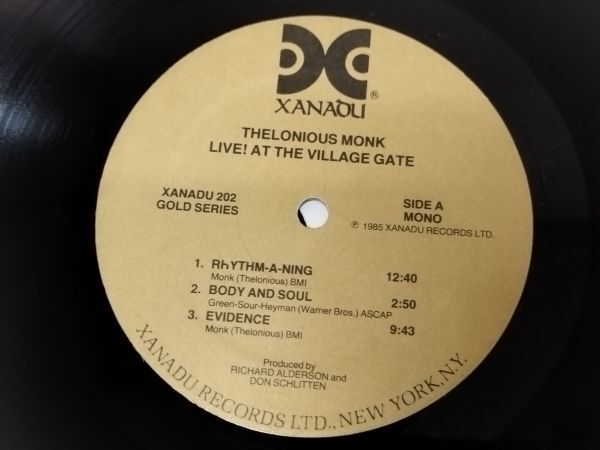 XANADU ®
THELONIOUS MONK
LIVE! AT THE VILLAGE GATE
XANADU 202
GOLD SERIES
SIDE A
MONO
℗ 1985 XANADU RECORDS LTD.
1. RHYTHM-A-NING 12:40
Monk (Thelonious) BMI
2. BODY AND SOUL 2:50
Green-Sour-Heyman (Warner Bros.) ASCAP
3. EVIDENCE 9:43
Monk (Thelonious) BMI
Produced by
RICHARD ALDERSON and
DON SCHLITTEN
XANADU RECORDS LTD., NEW YORK, N.Y.